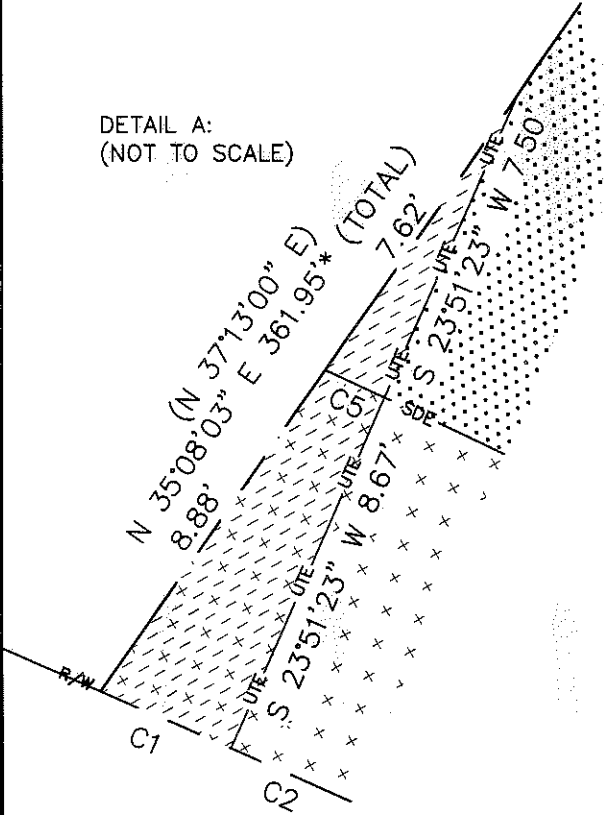 DETAIL A:
(NOT TO SCALE)
(N 37°13'00" E)
N 35°08'03" E 361.95'* (TOTAL)
7.62'
8.88'
UTE
UTE
UTE
S 23°51'23" W 7.50'
C5
SDE
UTE
UTE
UTE
S 23°51'23" W 8.67'
R/W
C1
C2